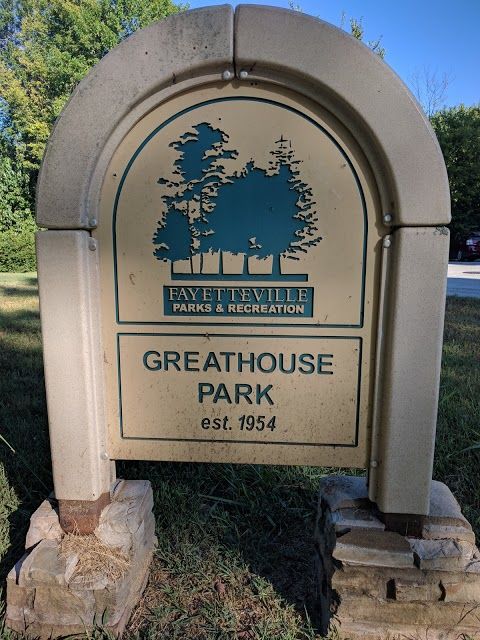 FAYETTEVILLE
PARKS & RECREATION
GREATHOUSE
PARK
est. 1954